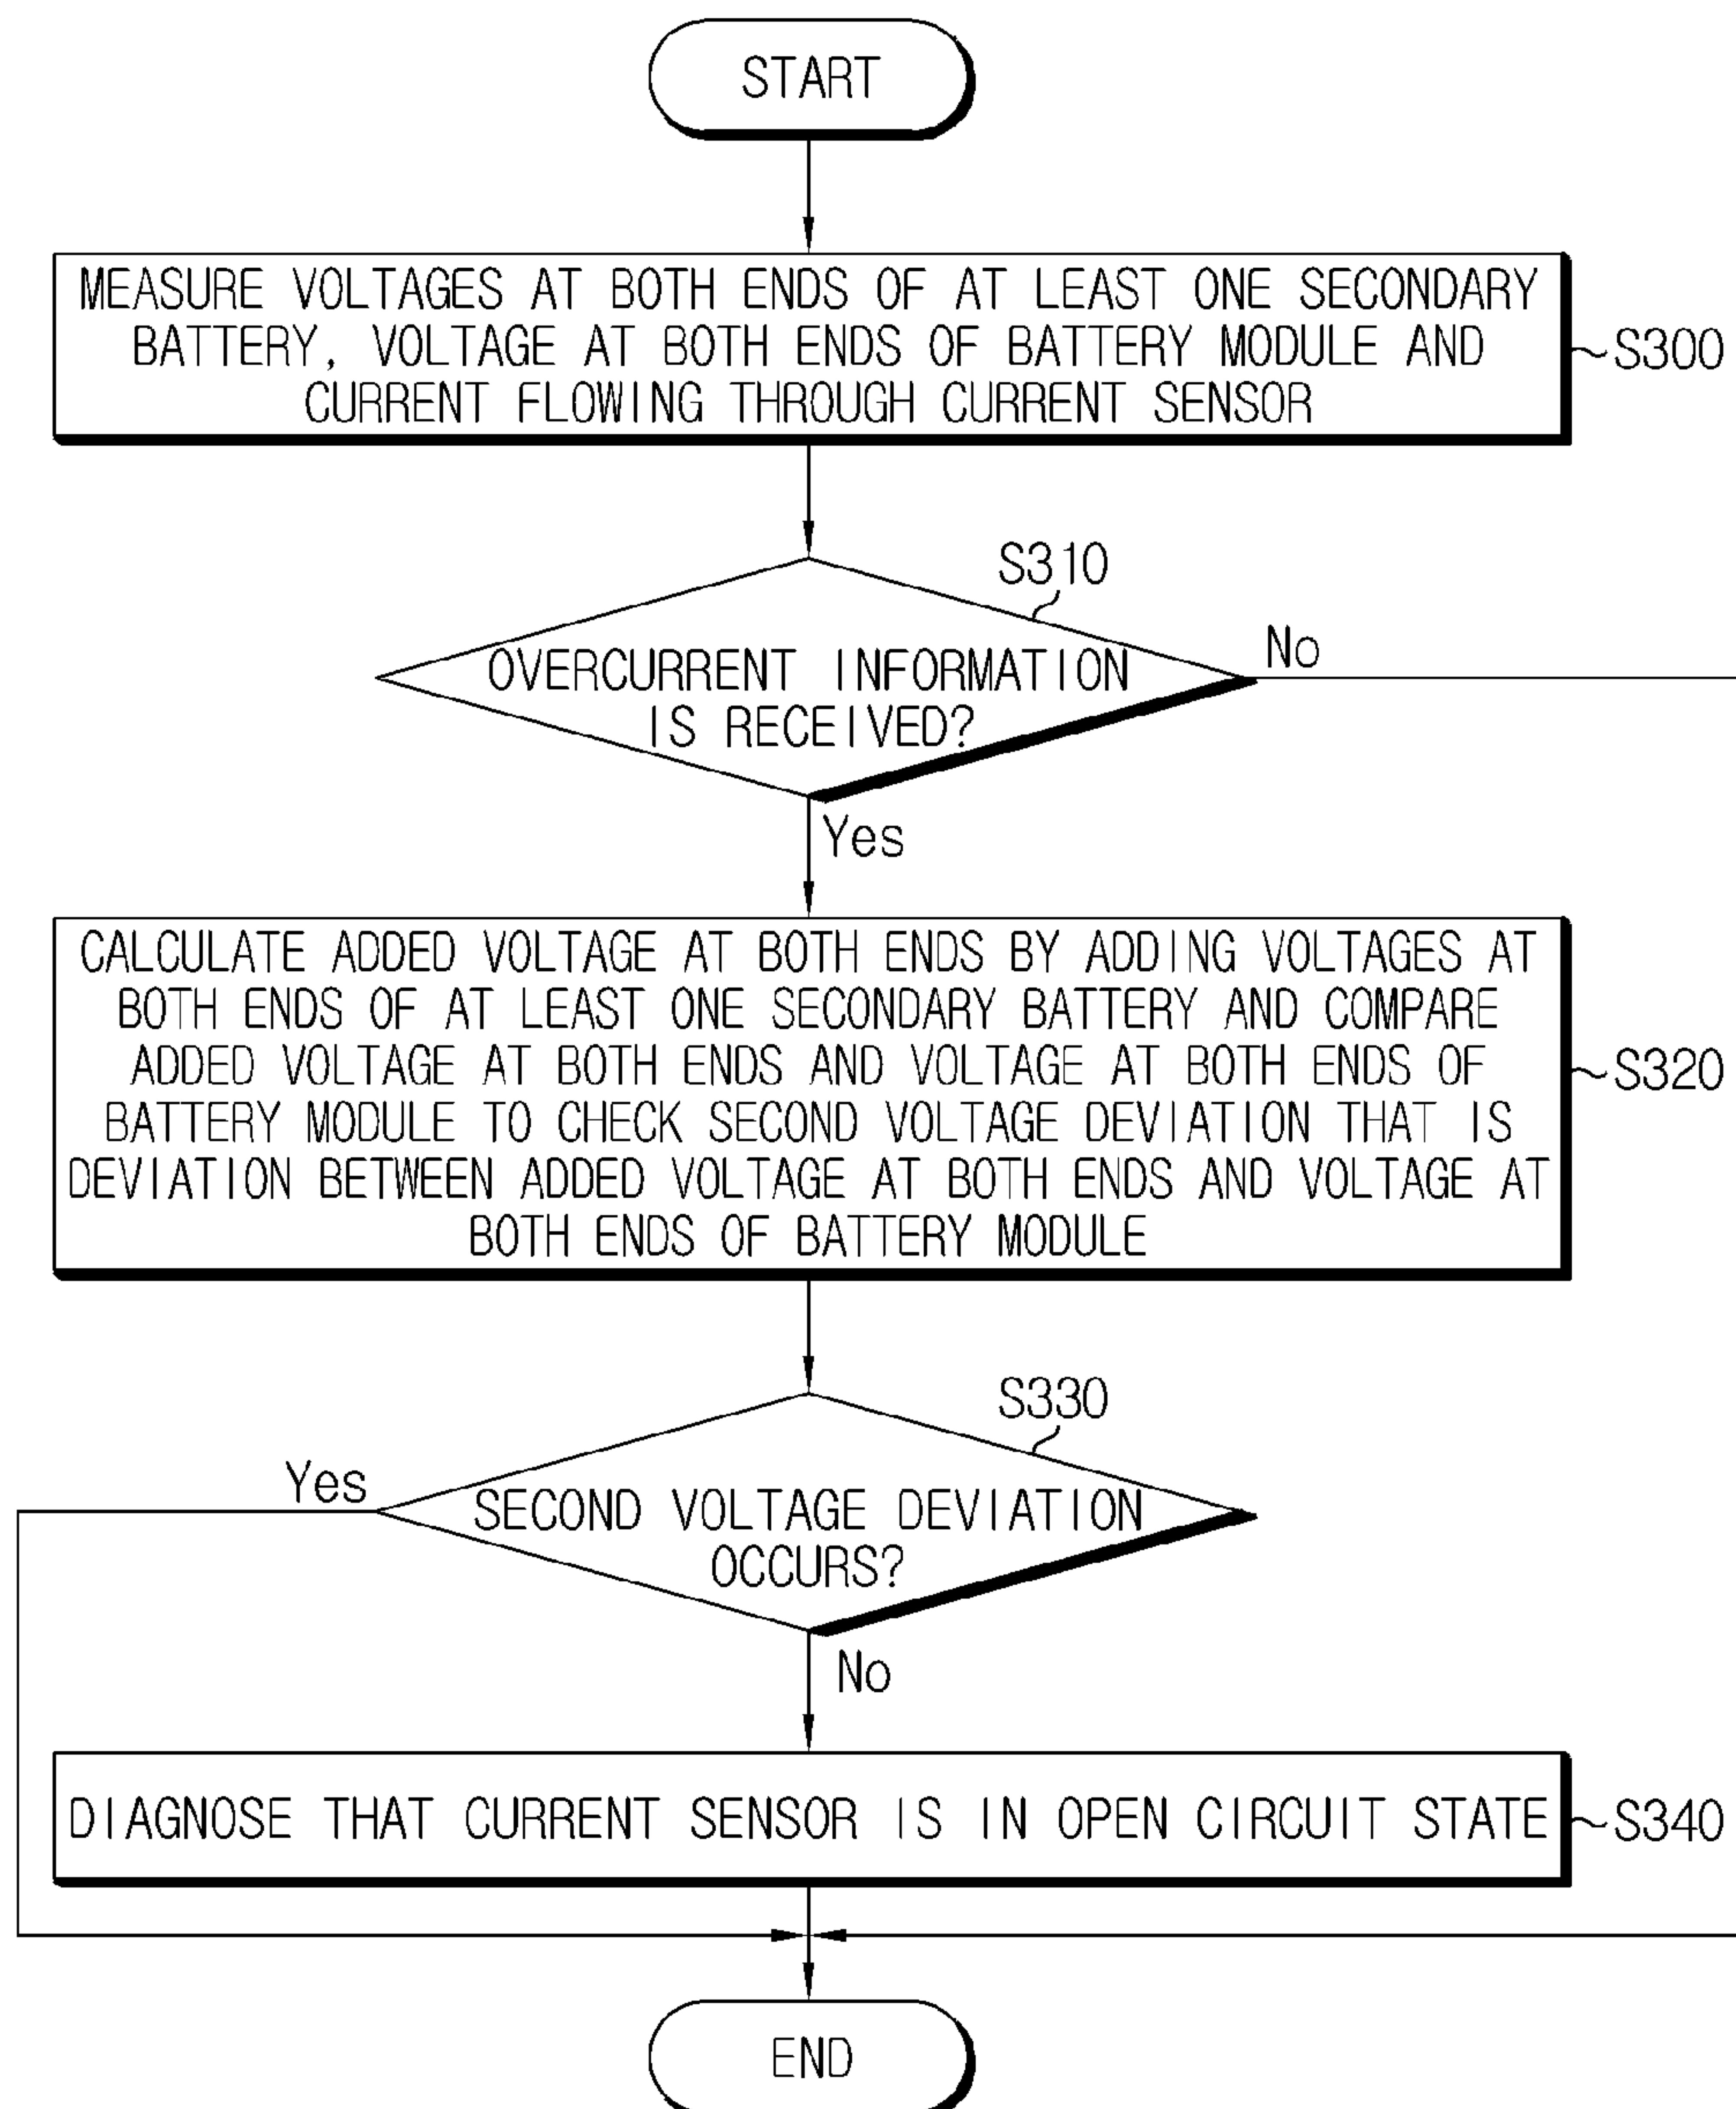 START
MEASURE VOLTAGES AT BOTH ENDS OF AT LEAST ONE SECONDARY
BATTERY, VOLTAGE AT BOTH ENDS OF BATTERY MODULE AND
CURRENT FLOWING THROUGH CURRENT SENSOR
S300
S310
OVERCURRENT INFORMATION
IS RECEIVED?
No
Yes
CALCULATE ADDED VOLTAGE AT BOTH ENDS BY ADDING VOLTAGES AT
BOTH ENDS OF AT LEAST ONE SECONDARY BATTERY AND COMPARE
ADDED VOLTAGE AT BOTH ENDS AND VOLTAGE AT BOTH ENDS OF
BATTERY MODULE TO CHECK SECOND VOLTAGE DEVIATION THAT IS
DEVIATION BETWEEN ADDED VOLTAGE AT BOTH ENDS AND VOLTAGE AT
BOTH ENDS OF BATTERY MODULE
S320
S330
Yes
SECOND VOLTAGE DEVIATION
OCCURS?
No
DIAGNOSE THAT CURRENT SENSOR IS IN OPEN CIRCUIT STATE
S340
END